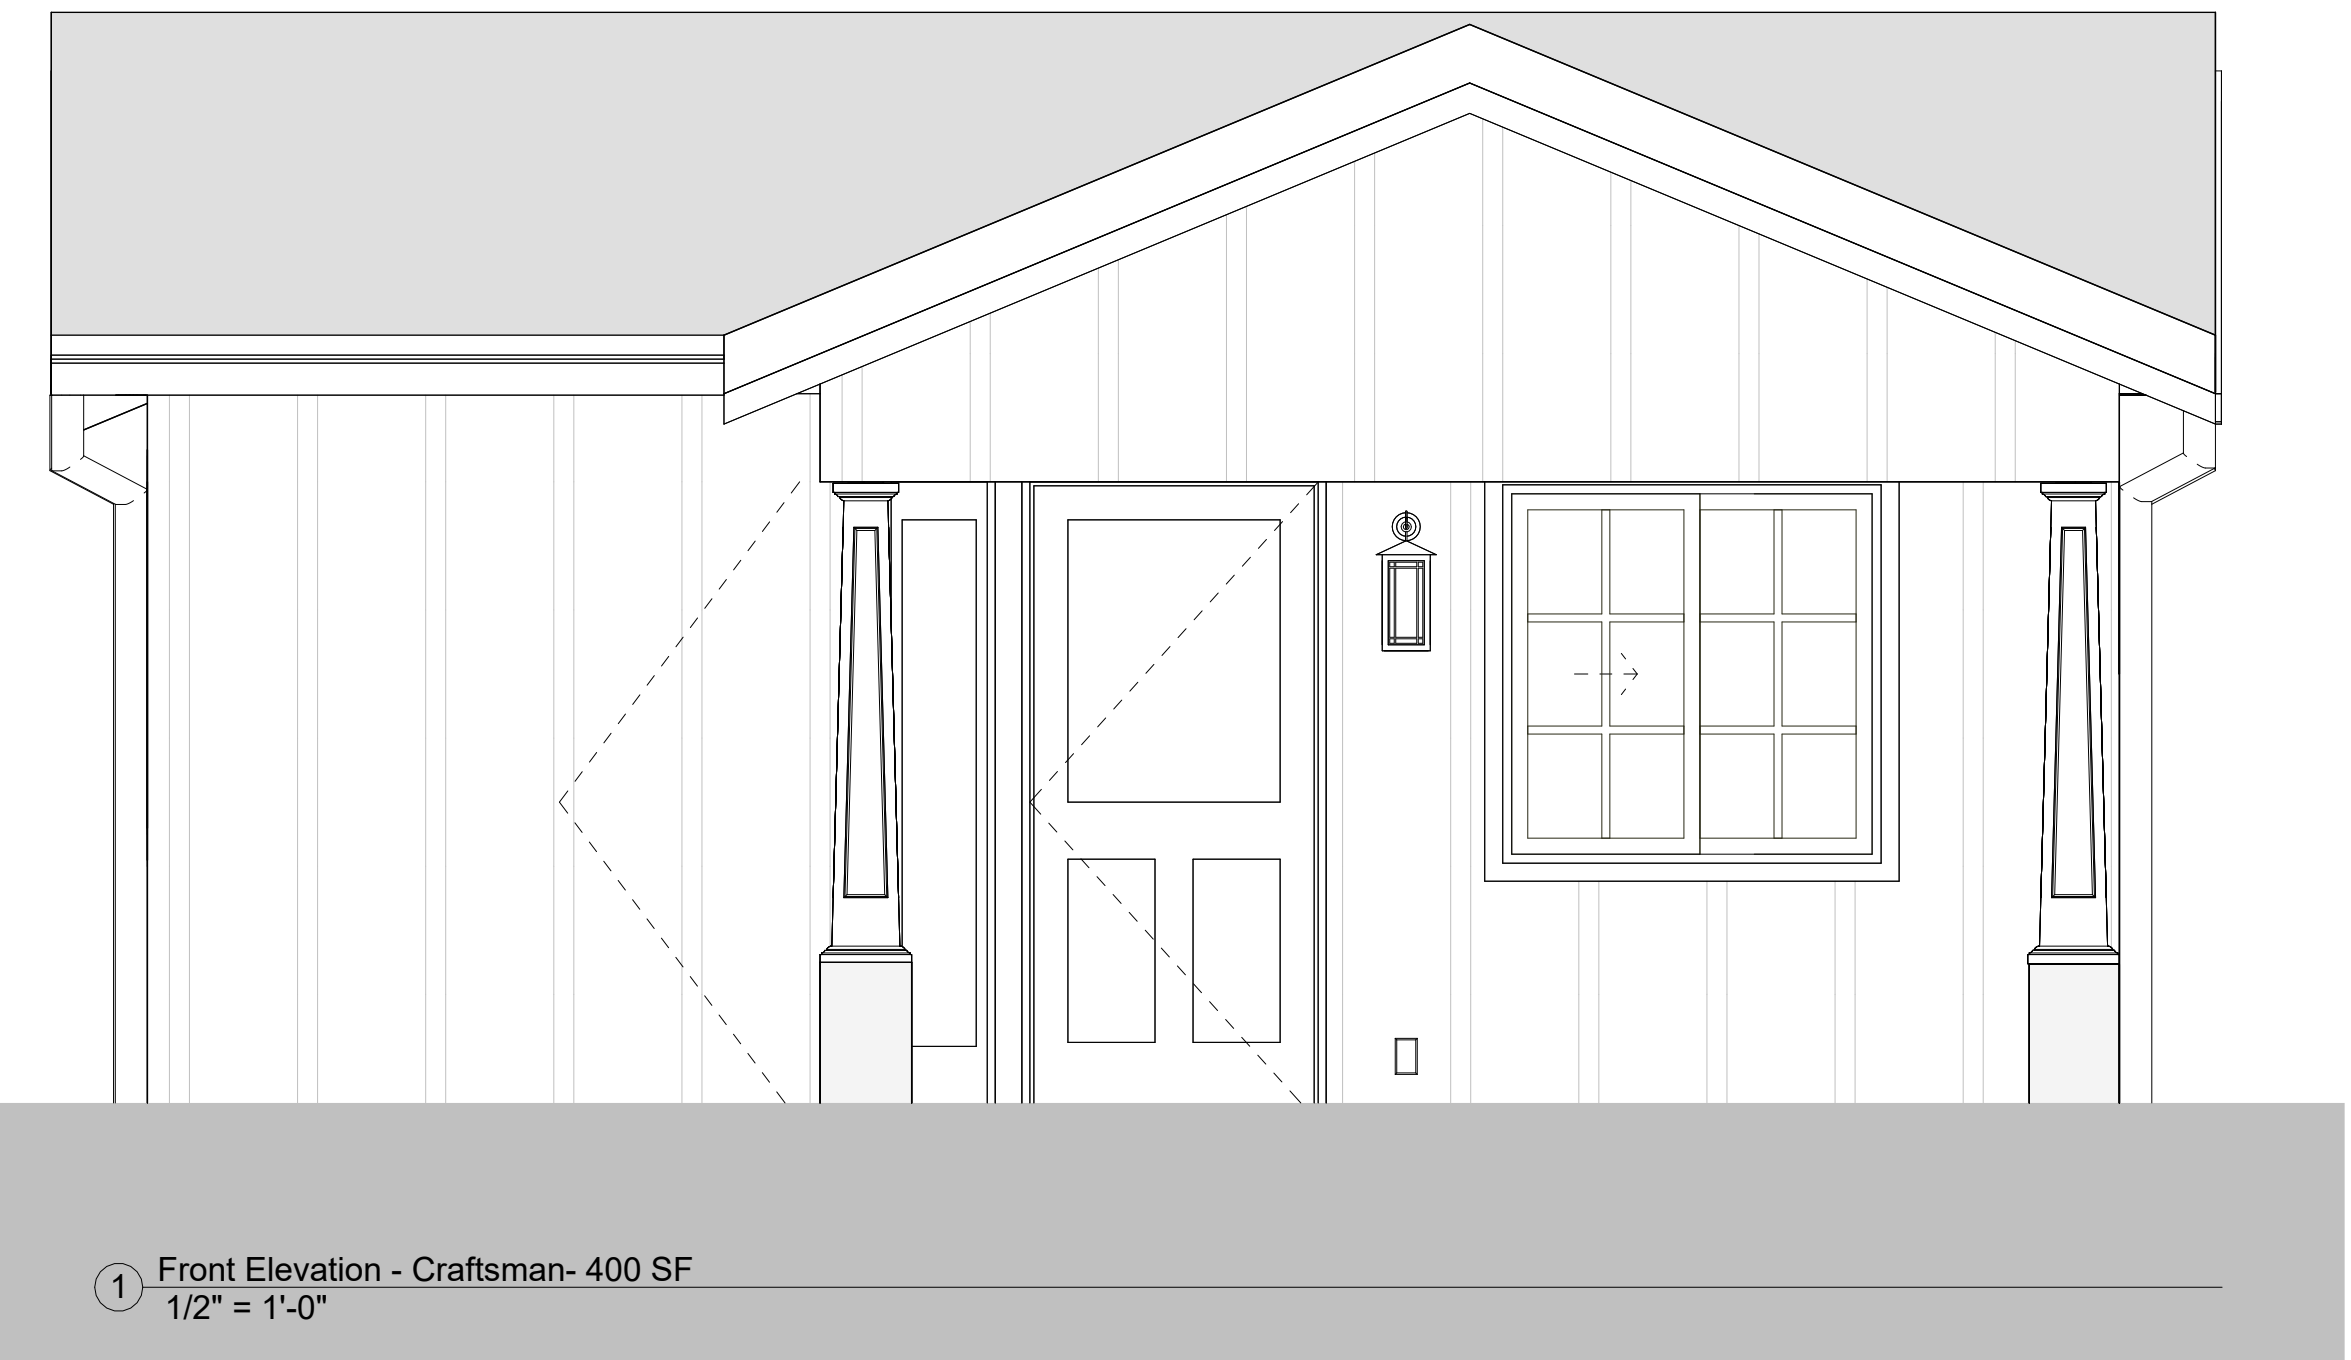 1
Front Elevation - Craftsman- 400 SF
1/2" = 1'-0"